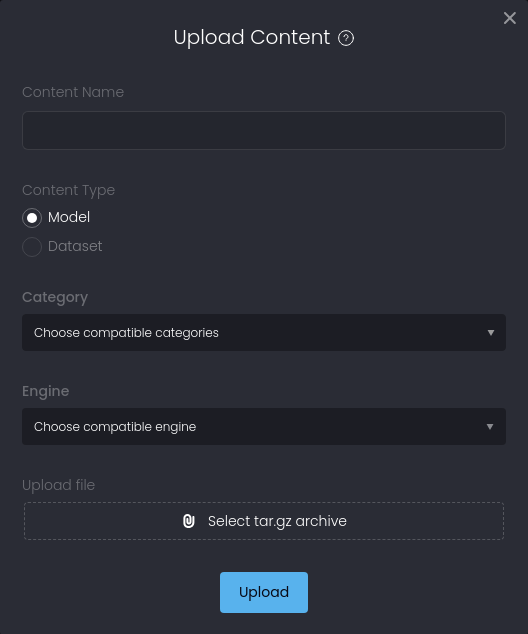 Upload Content ?
Content Name
Content Type
Model
Dataset
Category
Choose compatible categories
Engine
Choose compatible engine
Upload file
Select tar.gz archive
Upload